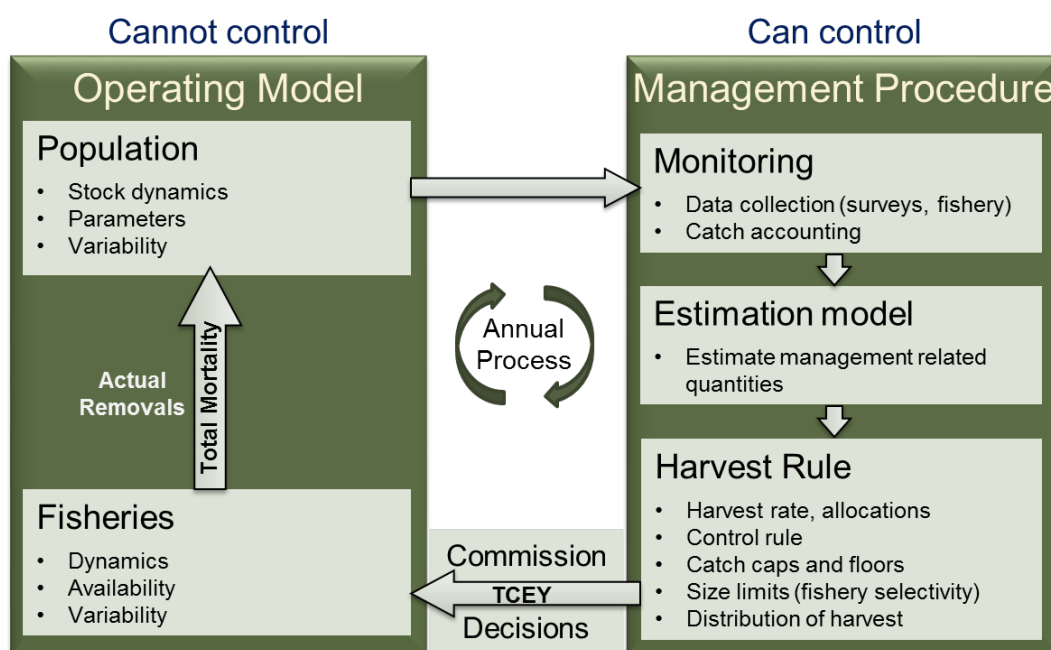 Cannot control
Can control
Operating Model
Population
• Stock dynamics
• Parameters
• Variability
Actual
Removals
Total Mortality
Fisheries
• Dynamics
• Availability
• Variability
Annual
Process
Commission
TCEY
Decisions
Management Procedure
Monitoring
• Data collection (surveys, fishery)
• Catch accounting
Estimation model
• Estimate management related
quantities
Harvest Rule
• Harvest rate, allocations
• Control rule
• Catch caps and floors
• Size limits (fishery selectivity)
• Distribution of harvest